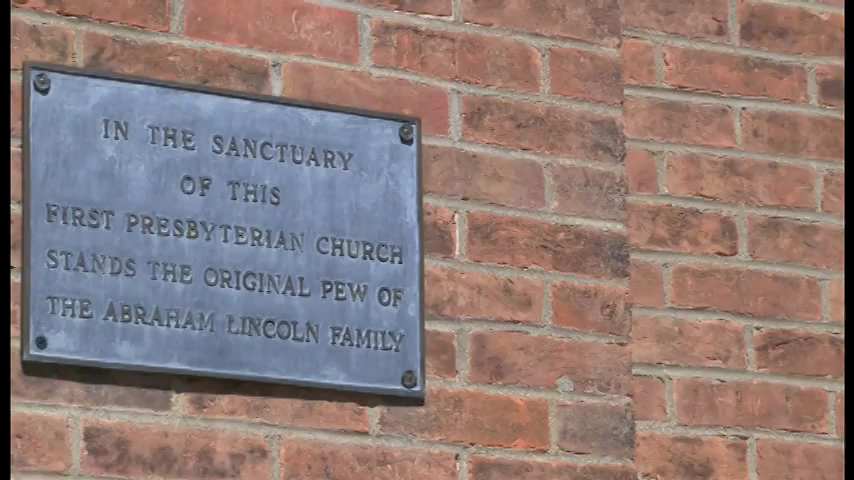 IN THE SANCTUARY
OF THIS
FIRST PRESBYTERIAN CHURCH
STANDS THE ORIGINAL PEW OF
THE ABRAHAM LINCOLN FAMILY